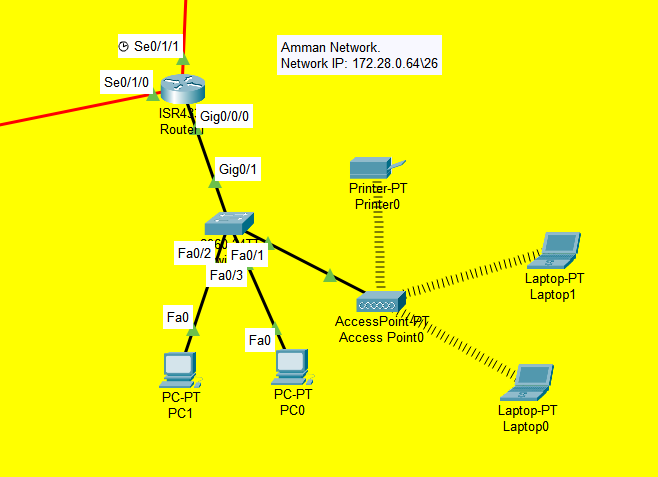 Se0/1/1
Amman Network.
Network IP: 172.28.0.64\26
Se0/1/0
Gig0/0/0
Gig0/1
Printer-PT
Printer0
Fa0/2
Fa0/1
Fa0/3
Laptop-PT
Laptop1
Fa0
AccessPoint-PT
Access Point0
Fa0
PC-PT
PC1
PC-PT
PC0
Laptop-PT
Laptop0